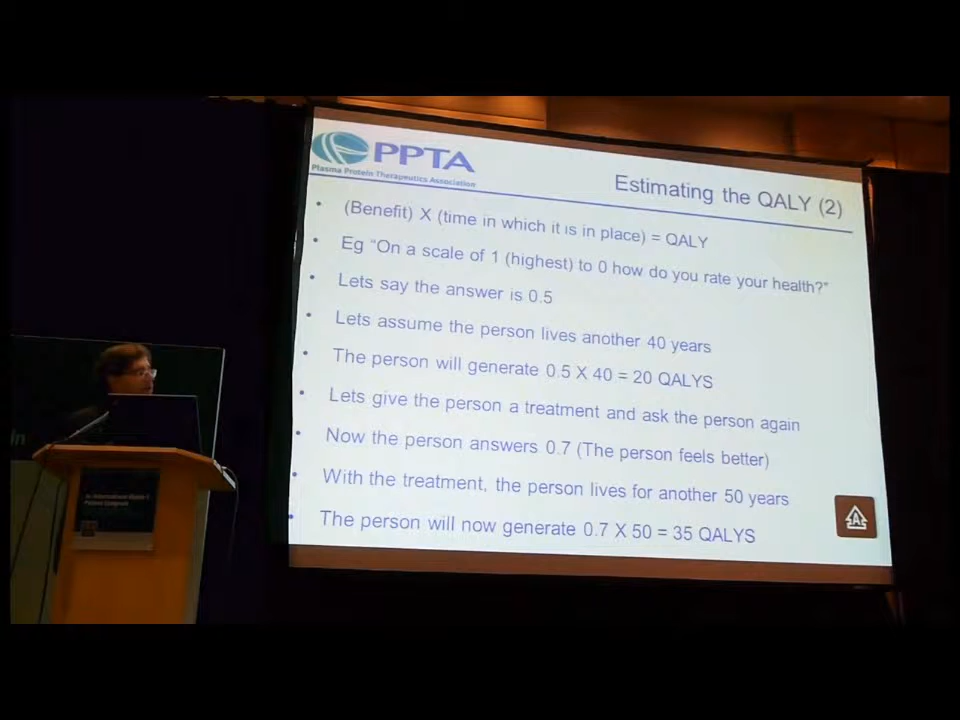 PPTA
Plasma Protein Therapeutics Association
Estimating the QALY (2)
• (Benefit) X (time in which it is in place) = QALY
• Eg “On a scale of 1 (highest) to 0 how do you rate your health?”
• Lets say the answer is 0.5
• Lets assume the person lives another 40 years
• The person will generate 0.5 X 40 = 20 QALYS
• Lets give the person a treatment and ask the person again
• Now the person answers 0.7 (The person feels better)
• With the treatment, the person lives for another 50 years
• The person will now generate 0.7 X 50 = 35 QALYS
A
in